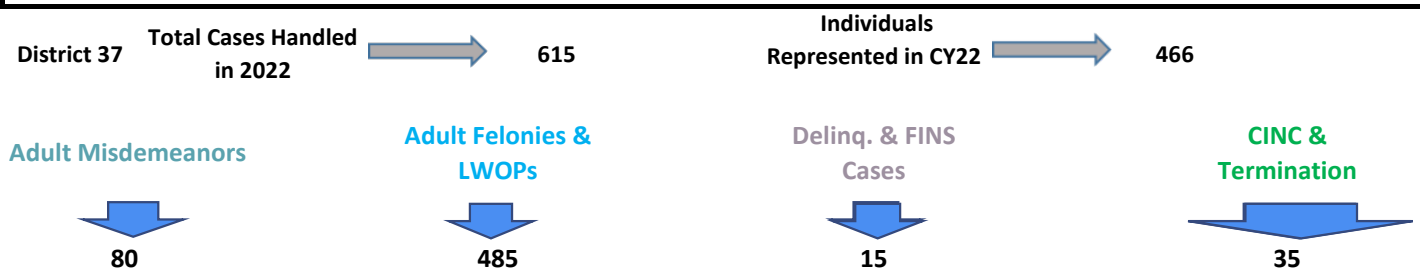 District 37
Total Cases Handled
in 2022
615
Individuals
Represented in CY22
466
Adult Misdemeanors
Adult Felonies &
LWOPs
Delinq. & FINS
Cases
CINC &
Termination
80
485
15
35